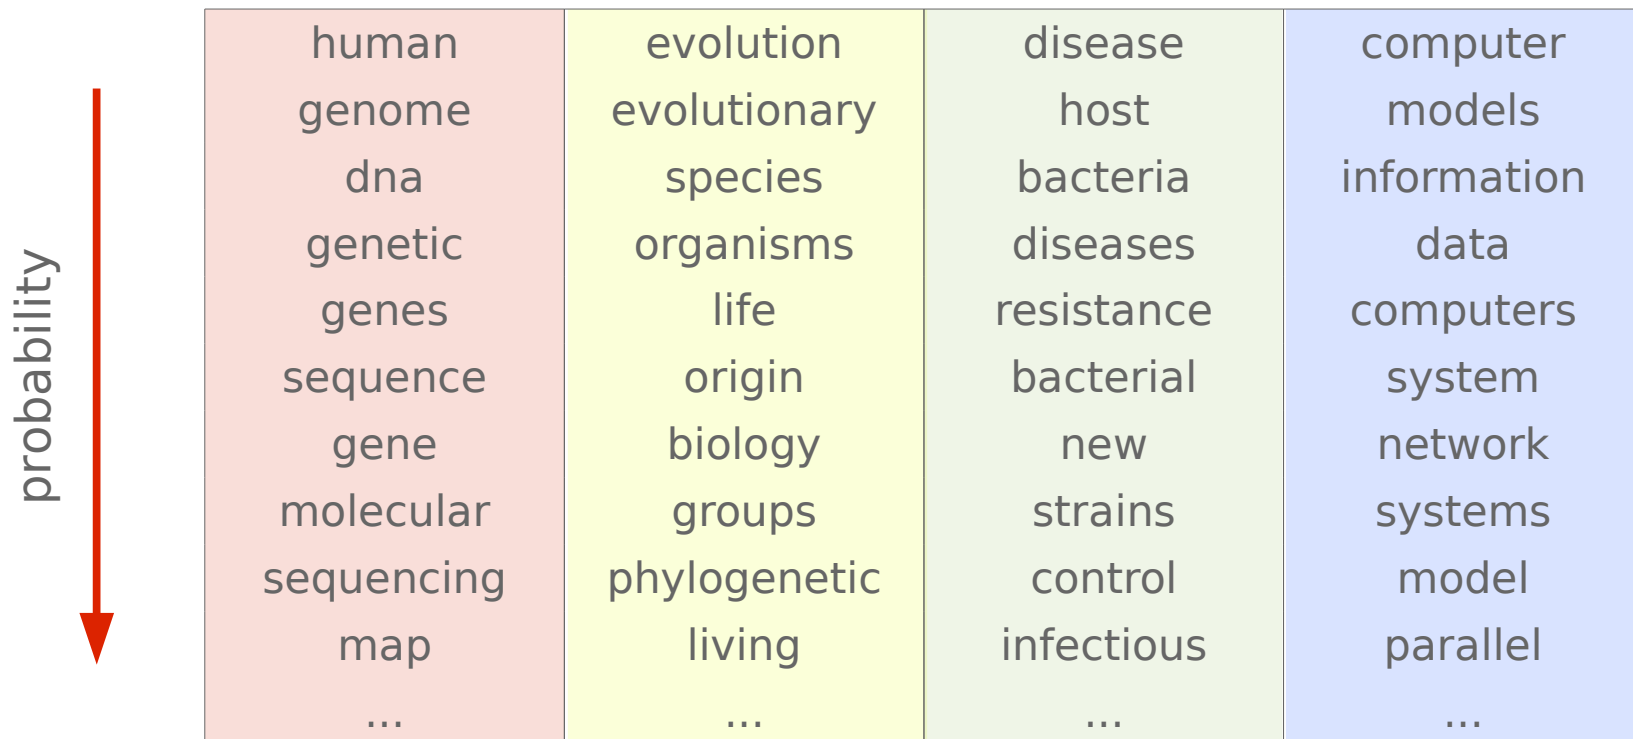 probability
human evolution disease computer
genome evolutionary host models
dna species bacteria information
genetic organisms diseases data
genes life resistance computers
sequence origin bacterial system
gene biology new network
molecular groups strains systems
sequencing phylogenetic control model
map living infectious parallel
... ... ... ...